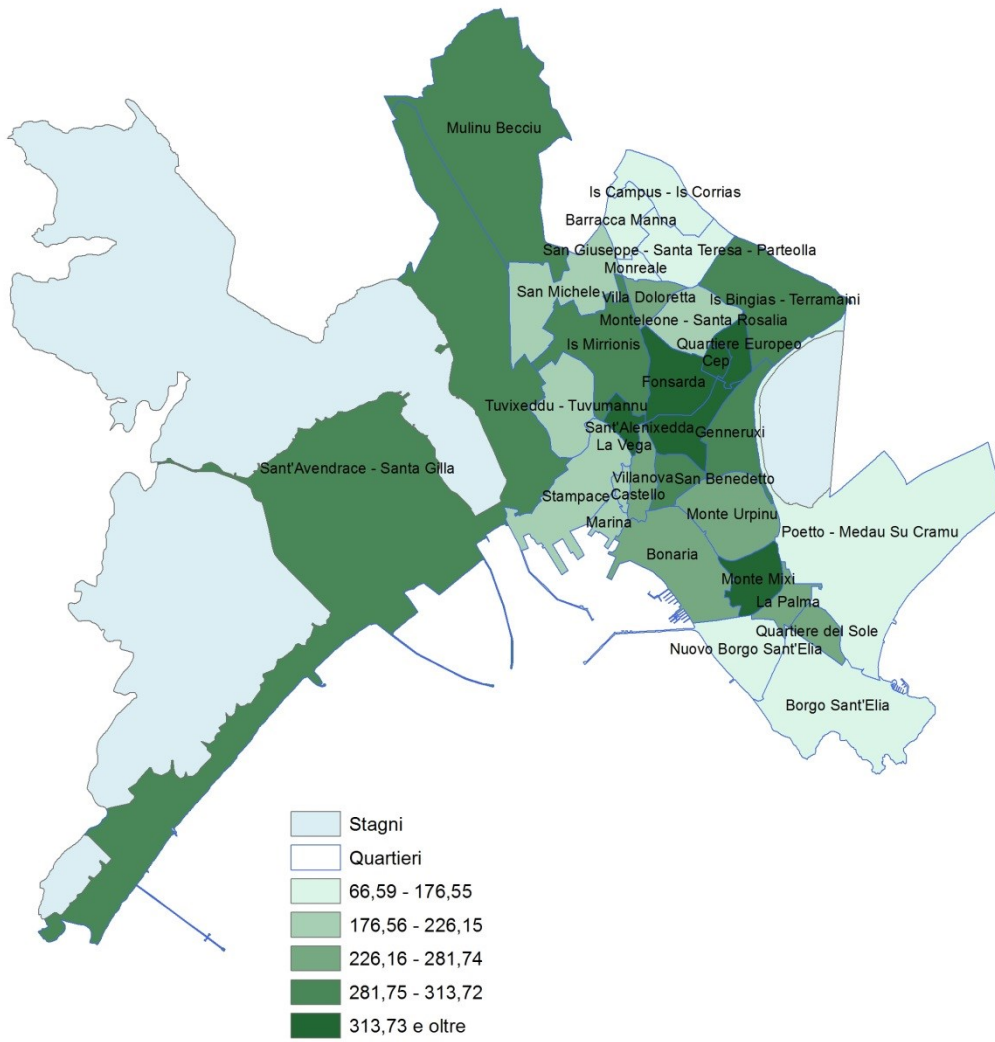 Mulinu Becciu
Is Campus - Is Corrias
Barracca Manna
San Giuseppe - Santa Teresa - Parteolla
Monreale
San Michele
Villa Doloretta
Is Bingias - Terramaini
Monteleone - Santa Rosalia
Is Mirrionis
Quartiere Europeo
Cep
Fonsarda
Tuvixeddu - Tuvumannu
Sant'Alenixedda
Genneruxi
La Vega
Sant'Avendrace - Santa Gilla
Villanova
San Benedetto
Stampace
Castello
Monte Urpinu
Marina
Poetto - Medau Su Cramu
Bonaria
Monte Mixi
La Palma
Quartiere del Sole
Nuovo Borgo Sant'Elia
Borgo Sant'Elia
Stagni
Quartieri
66,59 - 176,55
176,56 - 226,15
226,16 - 281,74
281,75 - 313,72
313,73 e oltre